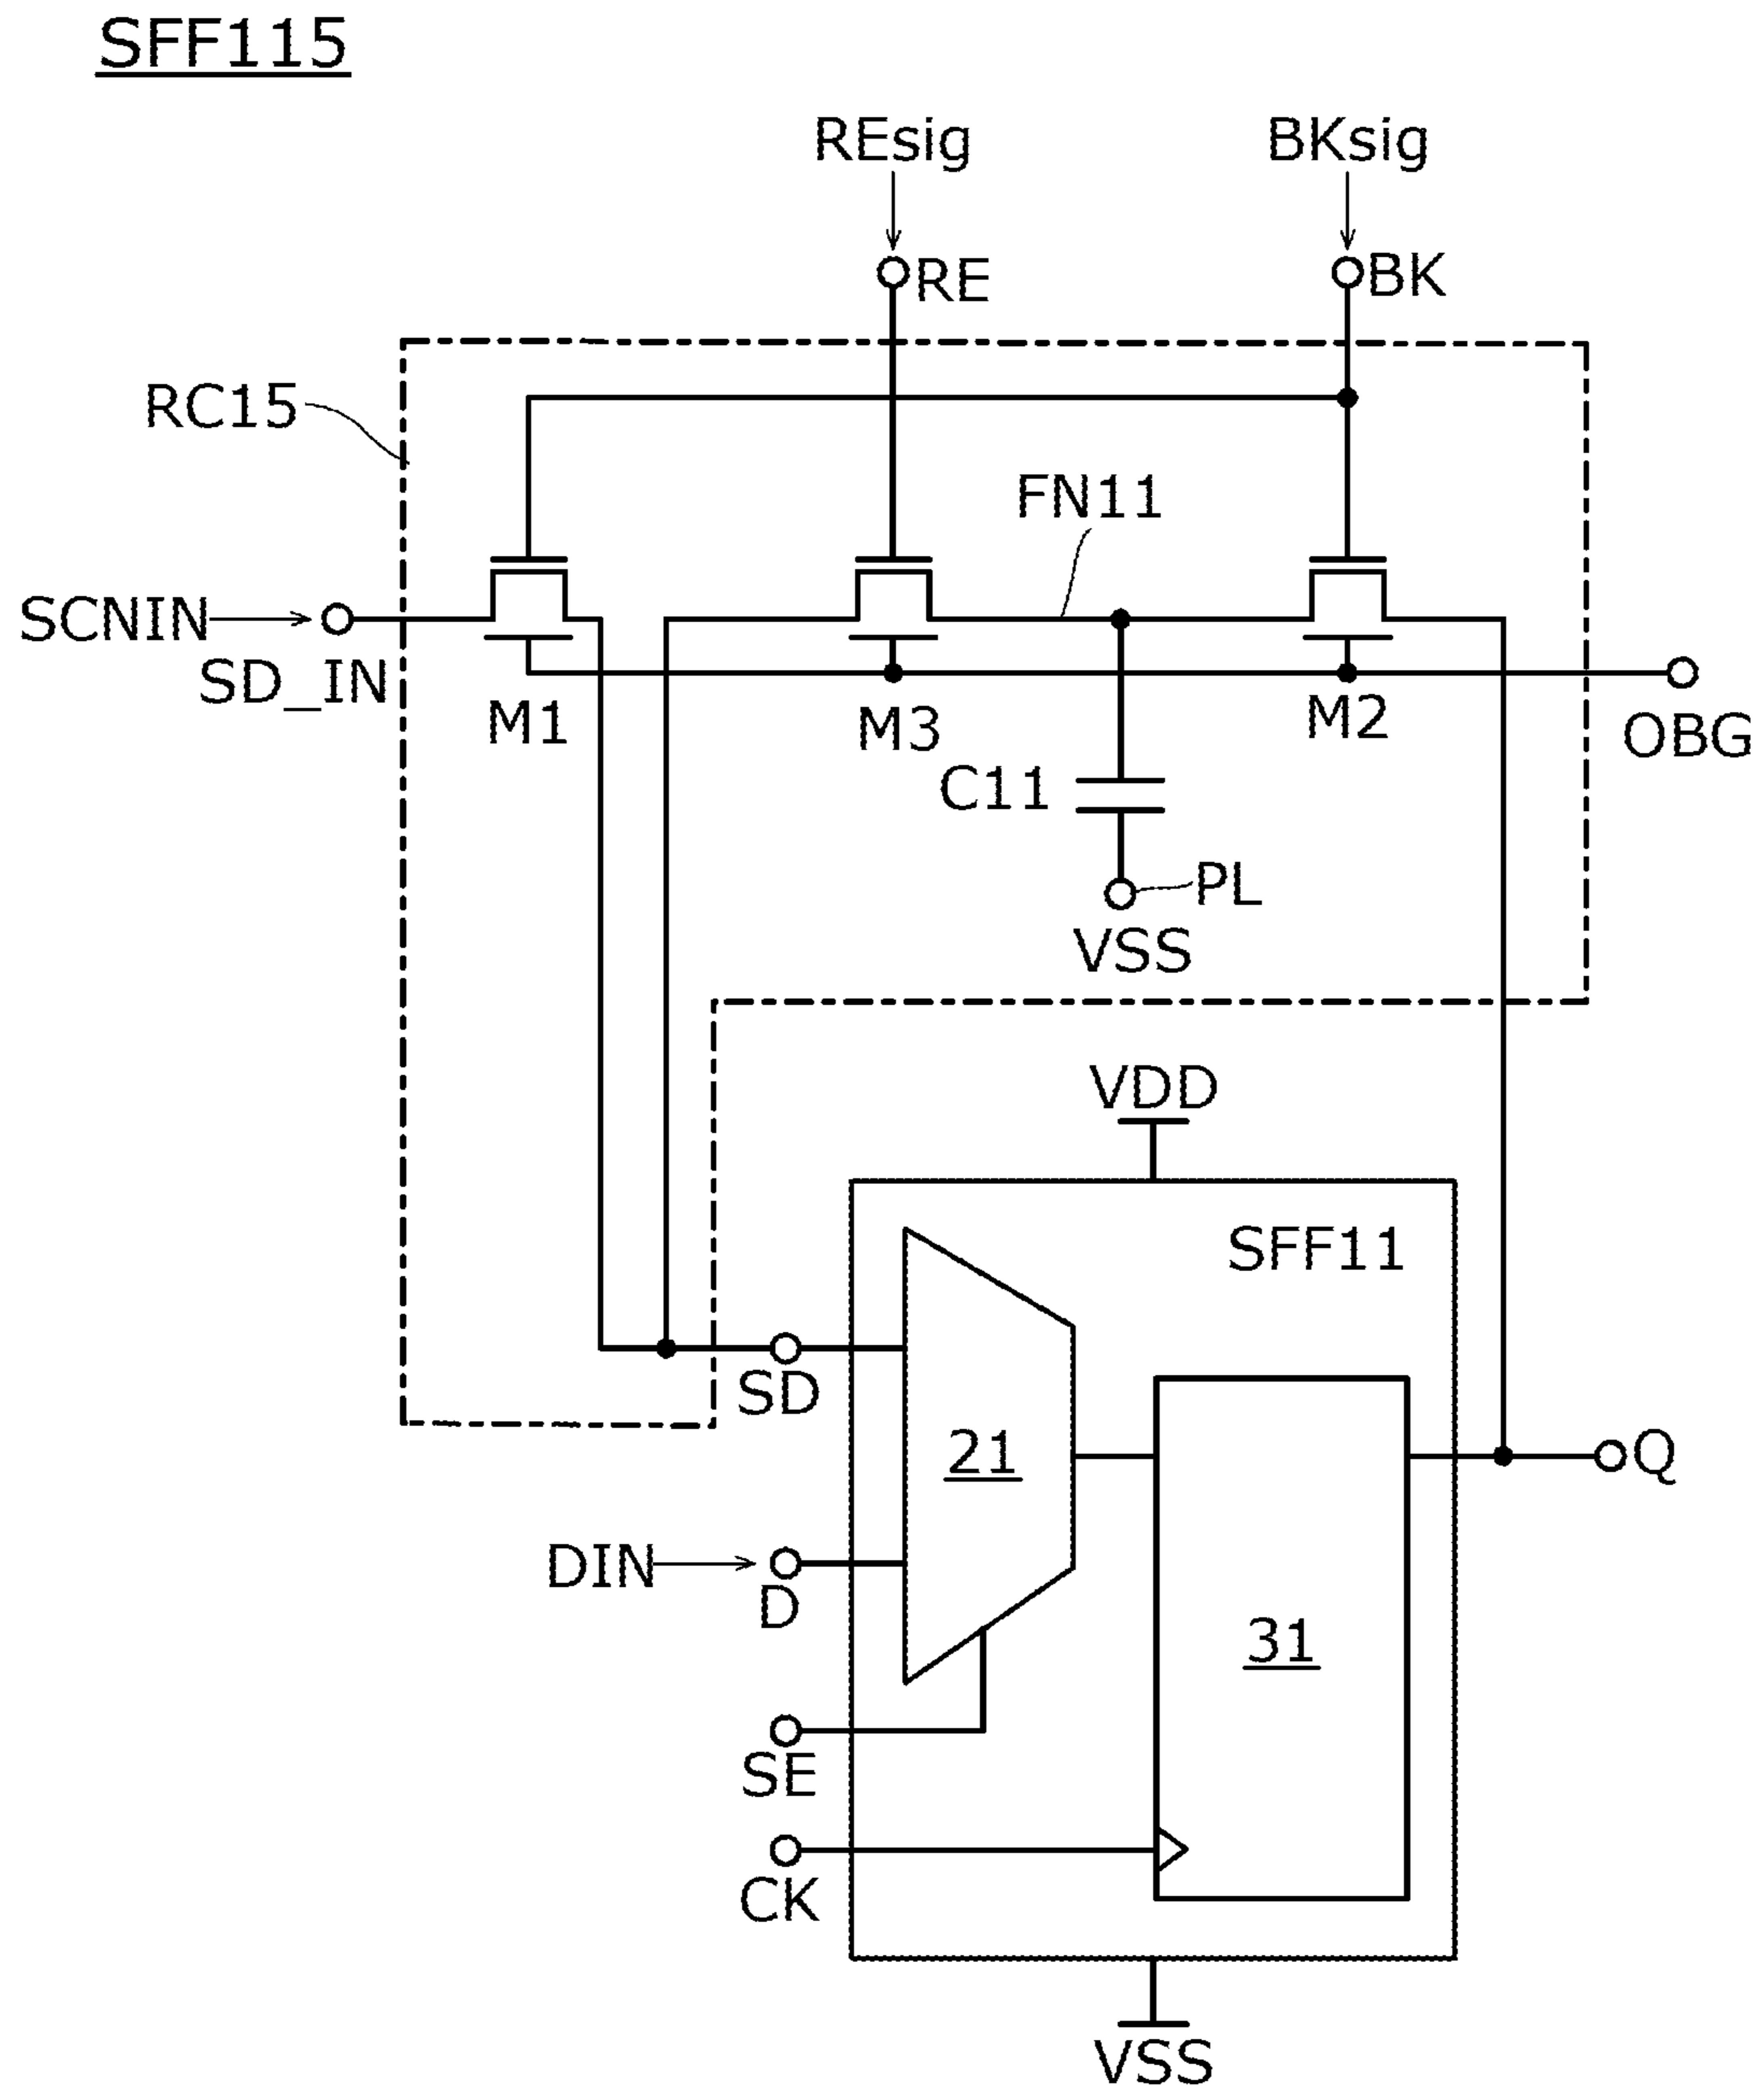 SFF115
REsig
BKsig
RE
BK
RC15
FN11
SCNIN
SD_IN
M1
M3
M2
OBG
C11
PL
VSS
VDD
SFF11
SD
21
Q
DIN
D
31
SE
CK
VSS